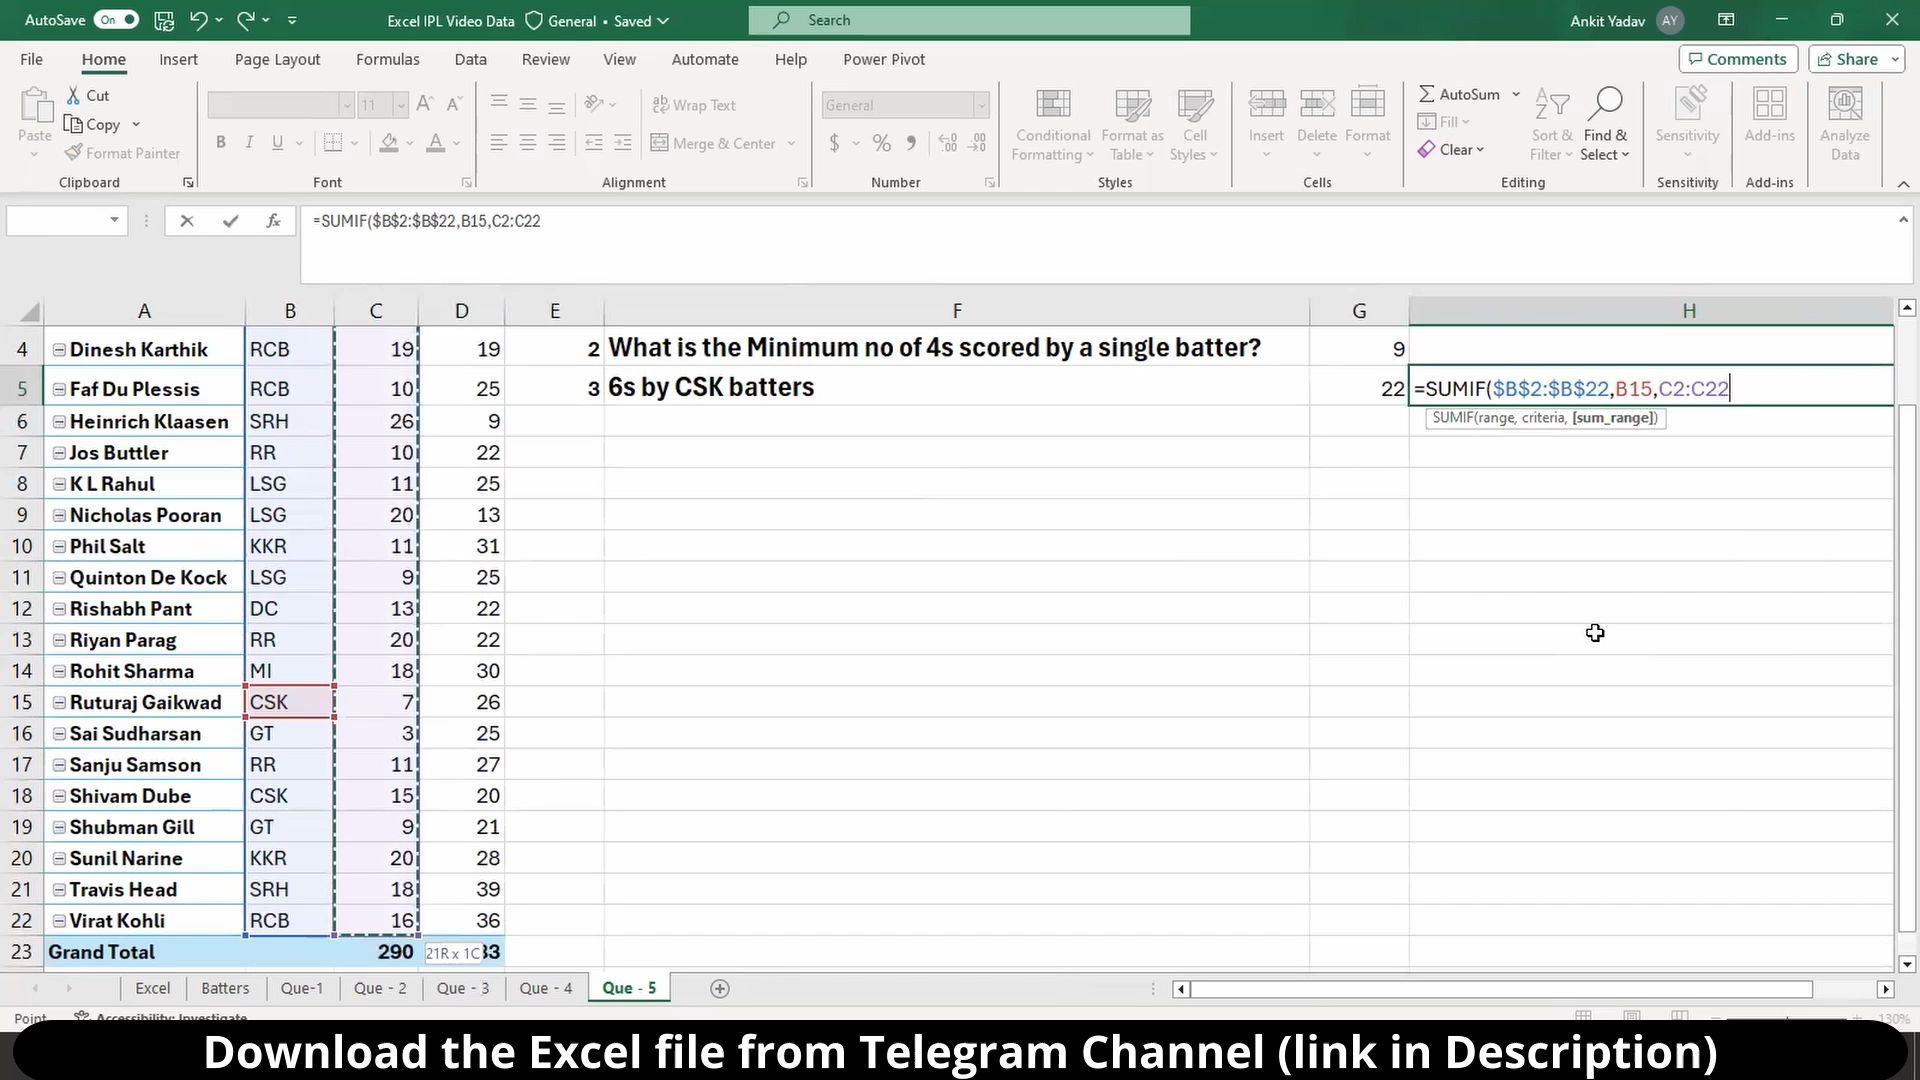 AutoSave On Excel IPL Video Data General • Saved Search Ankit Yadav AY
File Home Insert Page Layout Formulas Data Review View Automate Help Power Pivot Comments Share
Paste Cut Copy Format Painter Clipboard
11 A A B I U A Font
ab Wrap Text Merge & Center Alignment
General $ % Number
Conditional Formatting Format as Table Cell Styles Styles
Insert Delete Format Cells
AutoSum Fill Clear Sort & Filter Find & Select Editing
Sensitivity Sensitivity
Add-ins Add-ins
Analyze Data
fx =SUMIF($B$2:$B$22,B15,C2:C22
A B C D E F G H
4 Dinesh Karthik RCB 19 19 2 What is the Minimum no of 4s scored by a single batter? 9
5 Faf Du Plessis RCB 10 25 3 6s by CSK batters 22 =SUMIF($B$2:$B$22,B15,C2:C22
6 Heinrich Klaasen SRH 26 9 SUMIF(range, criteria, [sum_range])
7 Jos Buttler RR 10 22
8 K L Rahul LSG 11 25
9 Nicholas Pooran LSG 20 13
10 Phil Salt KKR 11 31
11 Quinton De Kock LSG 9 25
12 Rishabh Pant DC 13 22
13 Riyan Parag RR 20 22
14 Rohit Sharma MI 18 30
15 Ruturaj Gaikwad CSK 7 26
16 Sai Sudharsan GT 3 25
17 Sanju Samson RR 11 27
18 Shivam Dube CSK 15 20
19 Shubman Gill GT 9 21
20 Sunil Narine KKR 20 28
21 Travis Head SRH 18 39
22 Virat Kohli RCB 16 36
23 Grand Total 290 21R x 1C
Excel Batters Que-1 Que - 2 Que - 3 Que - 4 Que - 5
Point Accessibility: Investigate 130%
Download the Excel file from Telegram Channel (link in Description)